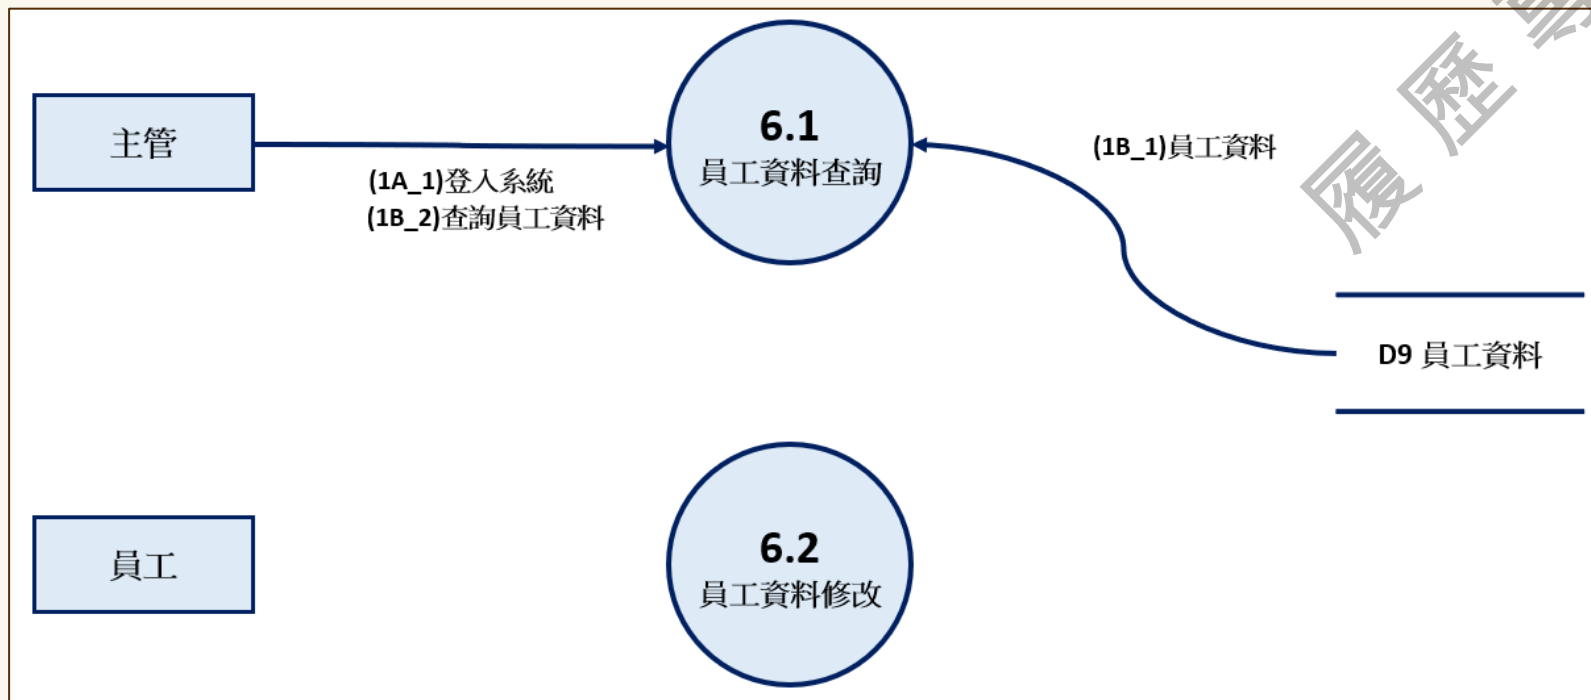 主管
(1A_1)登入系統
(1B_2)查詢員工資料
6.1
員工資料查詢
(1B_1)員工資料
履歷專
D9 員工資料
員工
6.2
員工資料修改